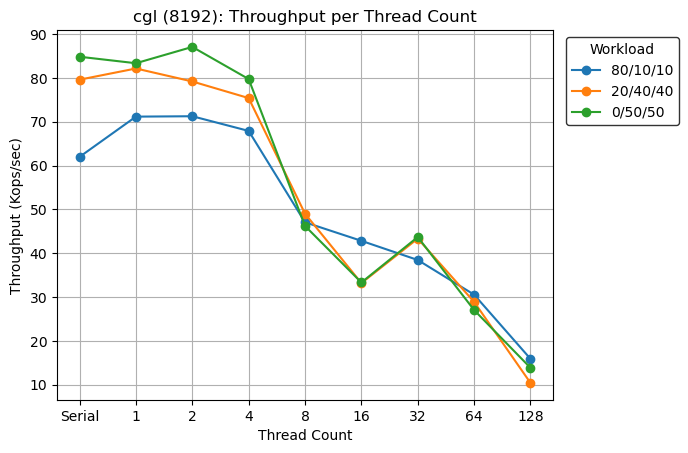 cgl (8192): Throughput per Thread Count
Throughput (Kops/sec)
90
80
70
60
50
40
30
20
10
Serial 1 2 4 8 16 32 64 128
Thread Count
Workload
80/10/10
20/40/40
0/50/50